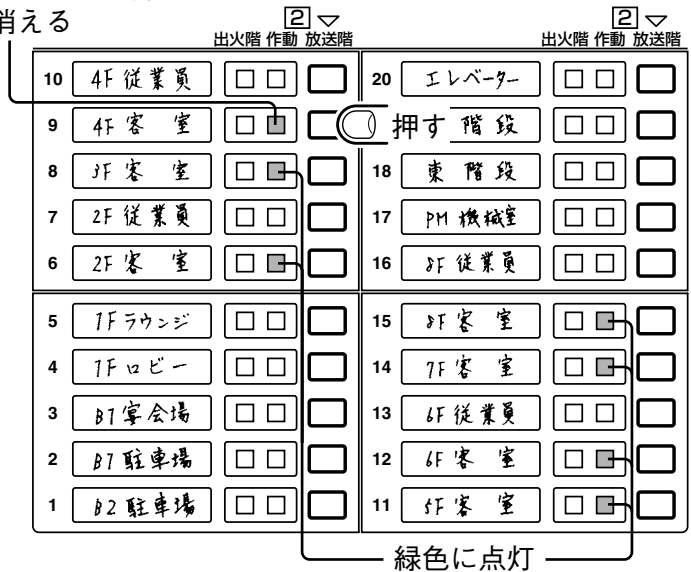 消える
2 ▽
2 ▽
出火階 作動 放送階
出火階 作動 放送階
10 4F従業員
9 4F客室
8 3F客室
7 2F従業員
6 2F客室
5 1Fラウンジ
4 1Fロビー
3 B1宴会場
2 B1駐車場
1 B2駐車場
20 エレベーター
押す 階段
18 東階段
17 PM機械室
16 8F従業員
15 8F客室
14 7F客室
13 6F従業員
12 6F客室
11 5F客室
緑色に点灯